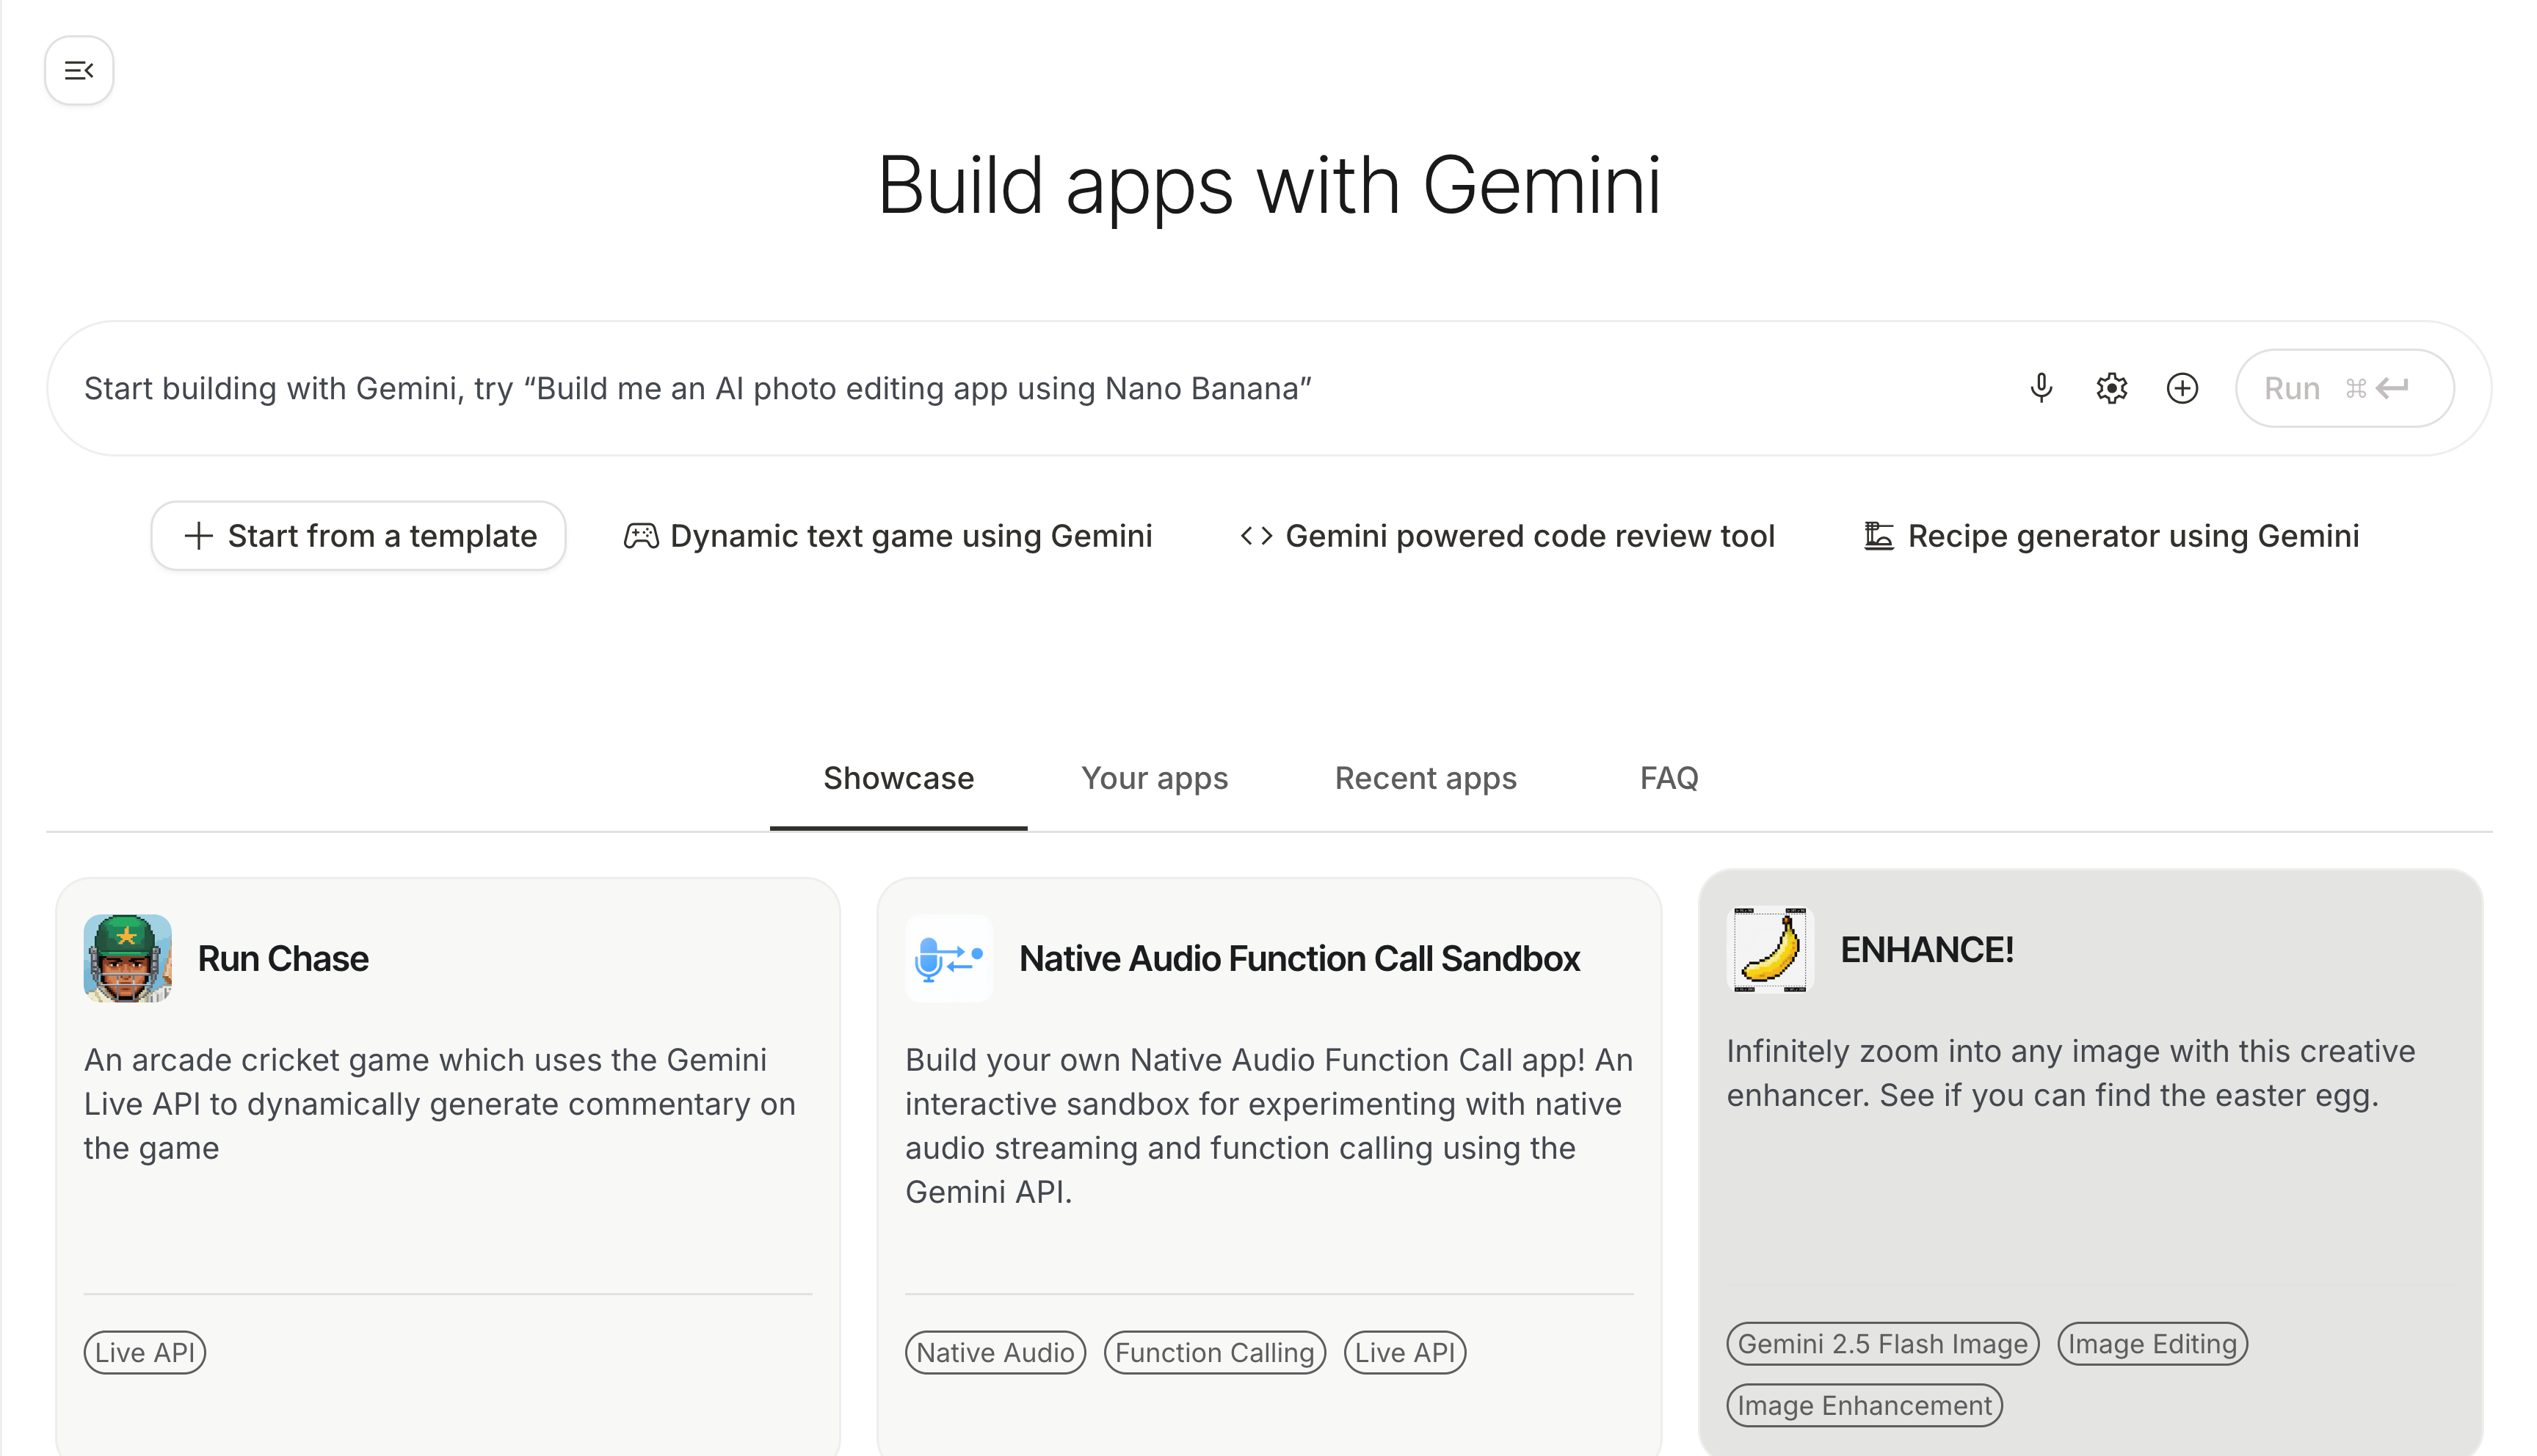 Build apps with Gemini
Start building with Gemini, try “Build me an AI photo editing app using Nano Banana”
Run ⌘
Start from a template
Dynamic text game using Gemini
Gemini powered code review tool
Recipe generator using Gemini
Showcase
Your apps
Recent apps
FAQ
Run Chase
An arcade cricket game which uses the Gemini
Live API to dynamically generate commentary on
the game
Live API
Native Audio Function Call Sandbox
Build your own Native Audio Function Call app! An
interactive sandbox for experimenting with native
audio streaming and function calling using the
Gemini API.
Native Audio
Function Calling
Live API
ENHANCE!
Infinitely zoom into any image with this creative
enhancer. See if you can find the easter egg.
Gemini 2.5 Flash Image
Image Editing
Image Enhancement